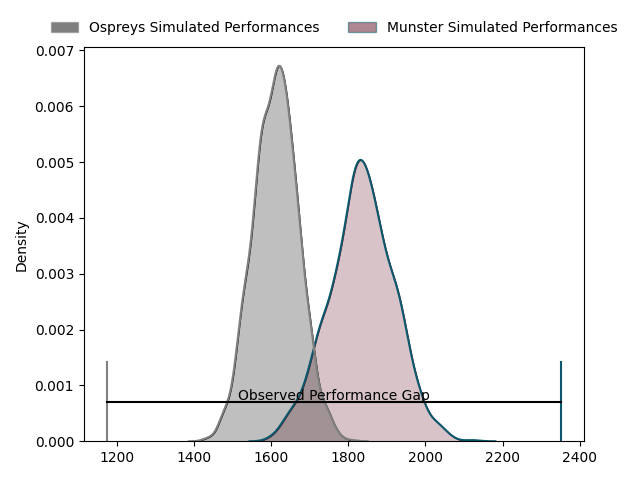 Ospreys Simulated Performances Munster Simulated Performances
0.007
0.006
0.005
0.004
0.003
0.002
0.001
0.000
Density
Observed Performance Gap
1200 1400 1600 1800 2000 2200 2400